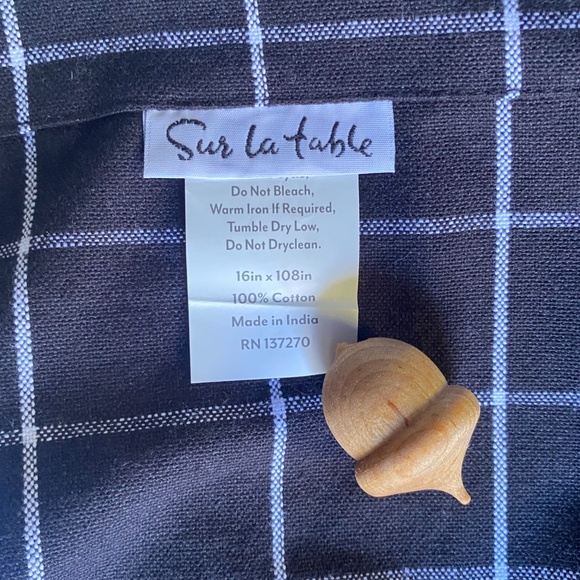 Sur la table
Do Not Bleach,
Warm Iron If Required,
Tumble Dry Low,
Do Not Dryclean.
16in x 108in
100% Cotton
Made in India
RN 137270